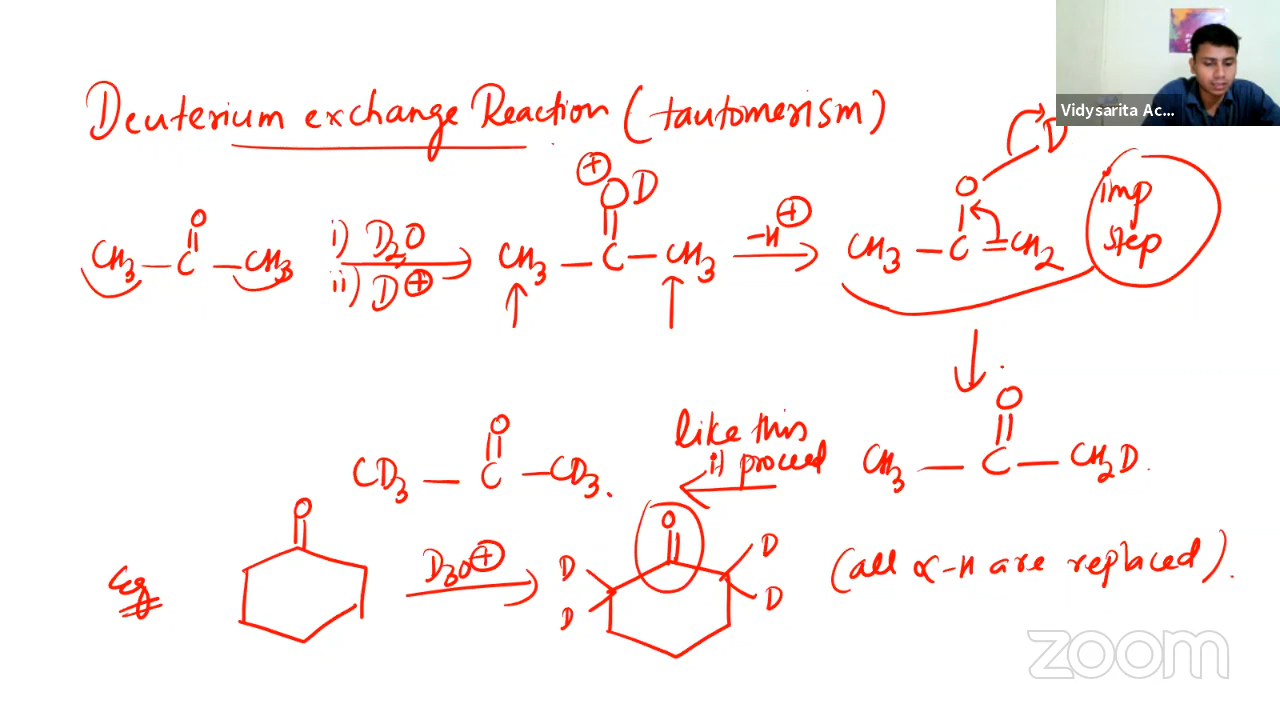 Deuterium exchange Reaction (tautomerism)
Vidysarita Ac...
O
CH3 – C – CH3
i) D2O
ii) D⊕
⊕
OD
CH3 – C – CH3
-H⊕
D
O
CH3 – C = CH2
imp
step
O
CH3 – C – CH2D.
like this
it proceed
O
CD3 – C – CD3.
Eg
O
D3O⊕
O
D D
D D
(all α-H are replaced).
zoom